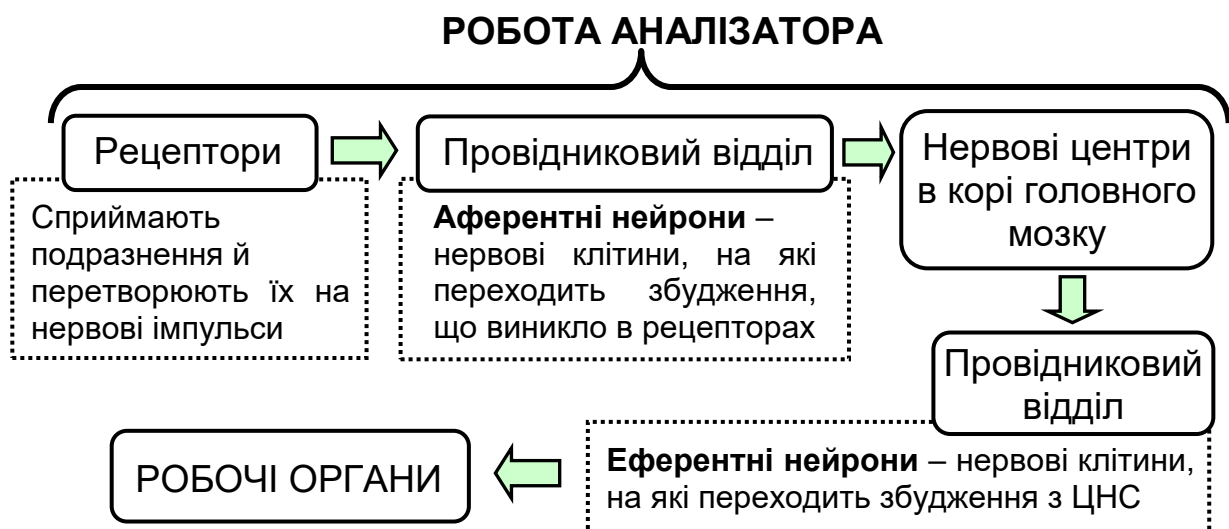 РОБОТА АНАЛІЗАТОРА
Рецептори
Сприймають
подразнення й
перетворюють їх на
нервові імпульси
Провідниковий відділ
Аферентні нейрони –
нервові клітини, на які
переходить збудження,
що виникло в рецепторах
Нервові центри
в корі головного
мозку
Провідниковий
відділ
Еферентні нейрони – нервові клітини,
на які переходить збудження з ЦНС
РОБОЧІ ОРГАНИ